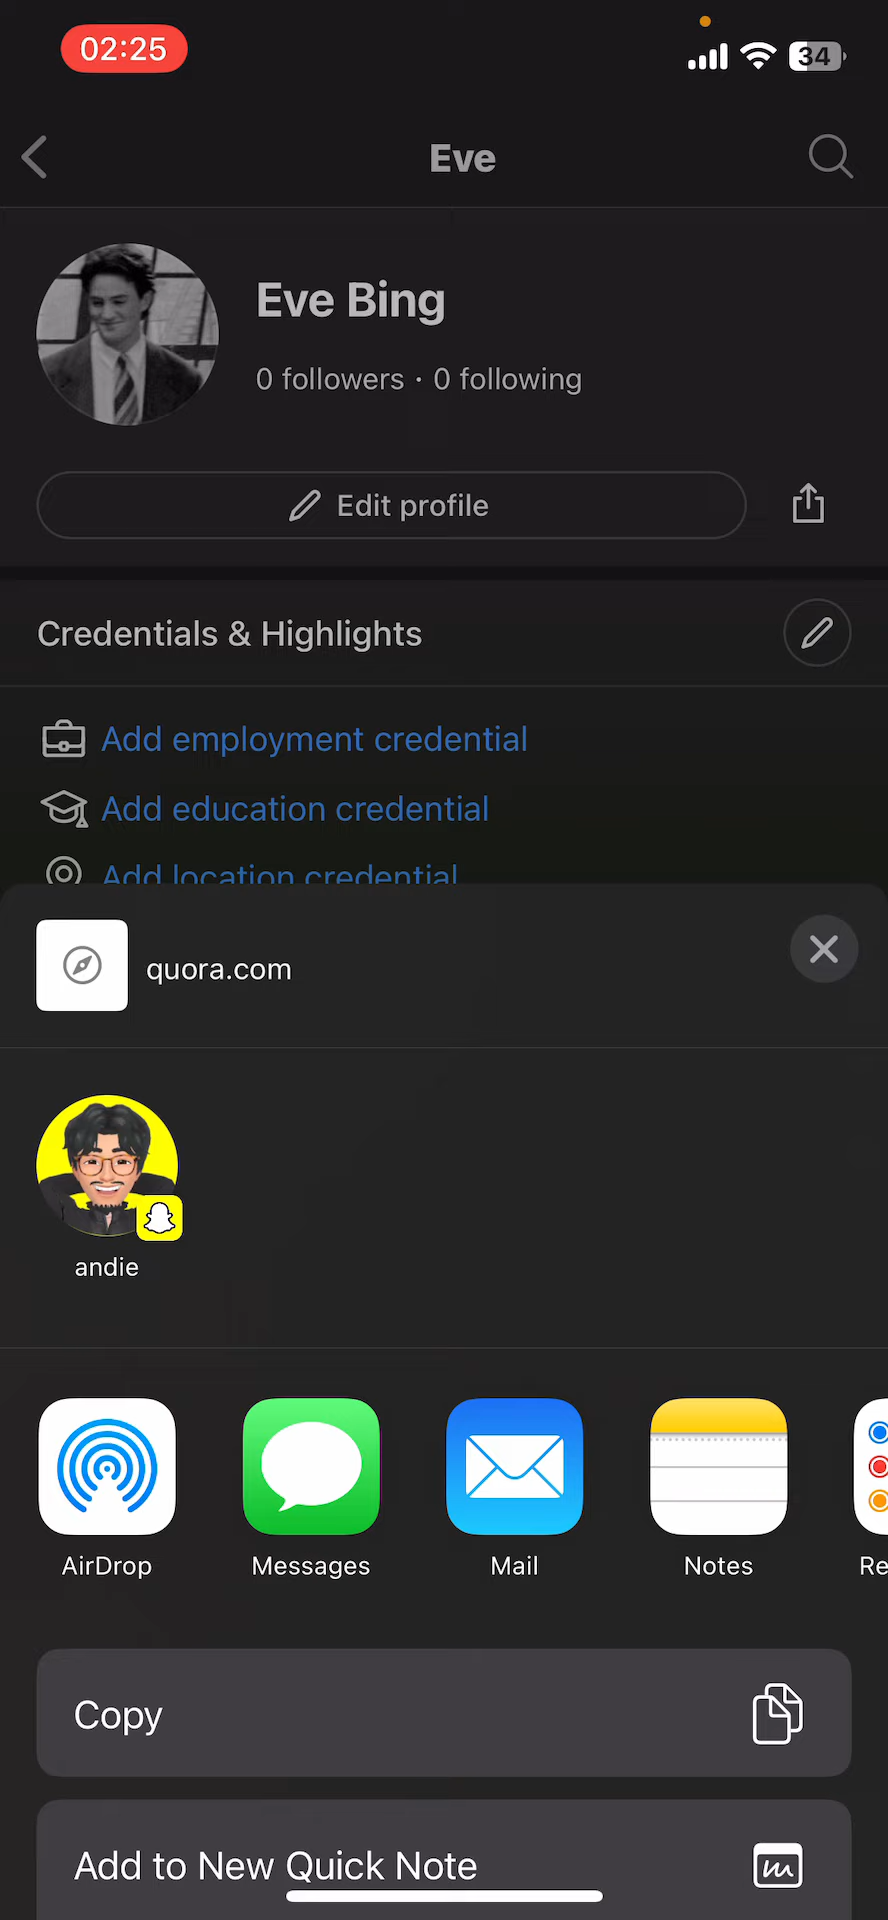 02:25
34
Eve
Eve Bing
0 followers · 0 following
Edit profile
Credentials & Highlights
Add employment credential
Add education credential
Add location credential
quora.com
andie
AirDrop
Messages
Mail
Notes
Re
Copy
Add to New Quick Note